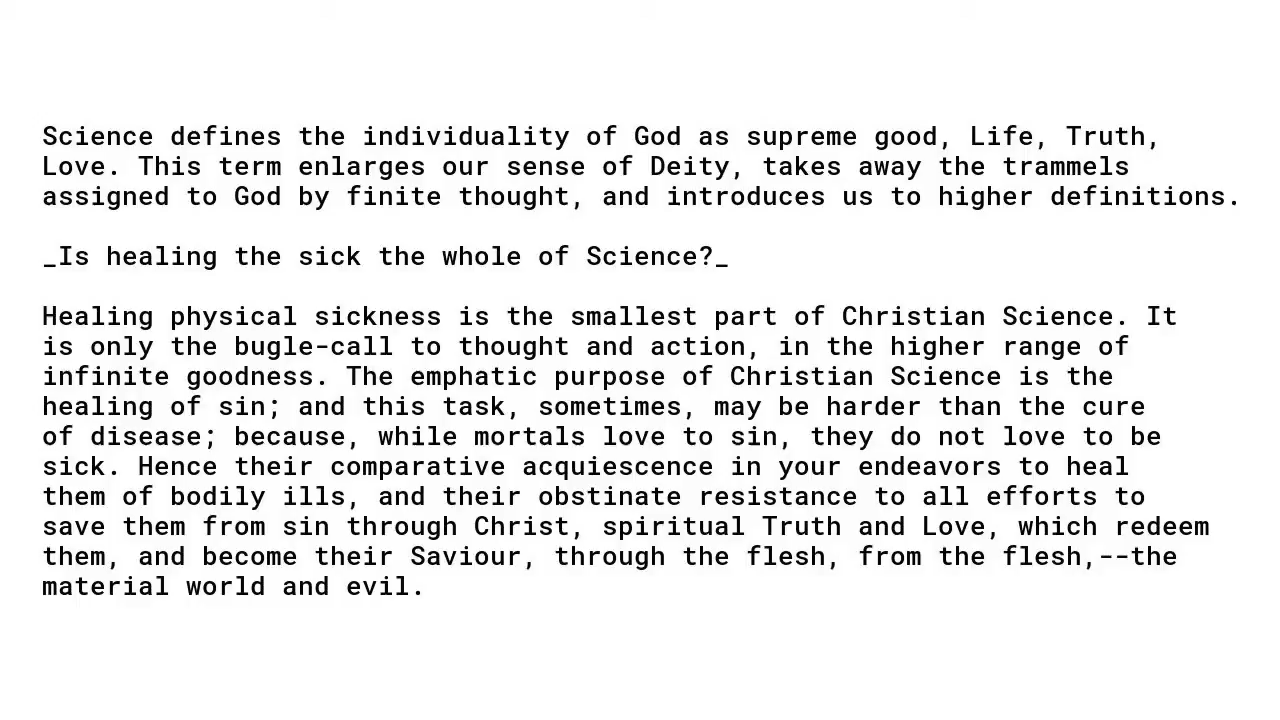 Science defines the individuality of God as supreme good, Life, Truth,
Love. This term enlarges our sense of Deity, takes away the trammels
assigned to God by finite thought, and introduces us to higher definitions.

_Is healing the sick the whole of Science?_

Healing physical sickness is the smallest part of Christian Science. It
is only the bugle-call to thought and action, in the higher range of
infinite goodness. The emphatic purpose of Christian Science is the
healing of sin; and this task, sometimes, may be harder than the cure
of disease; because, while mortals love to sin, they do not love to be
sick. Hence their comparative acquiescence in your endeavors to heal
them of bodily ills, and their obstinate resistance to all efforts to
save them from sin through Christ, spiritual Truth and Love, which redeem
them, and become their Saviour, through the flesh, from the flesh,--the
material world and evil.